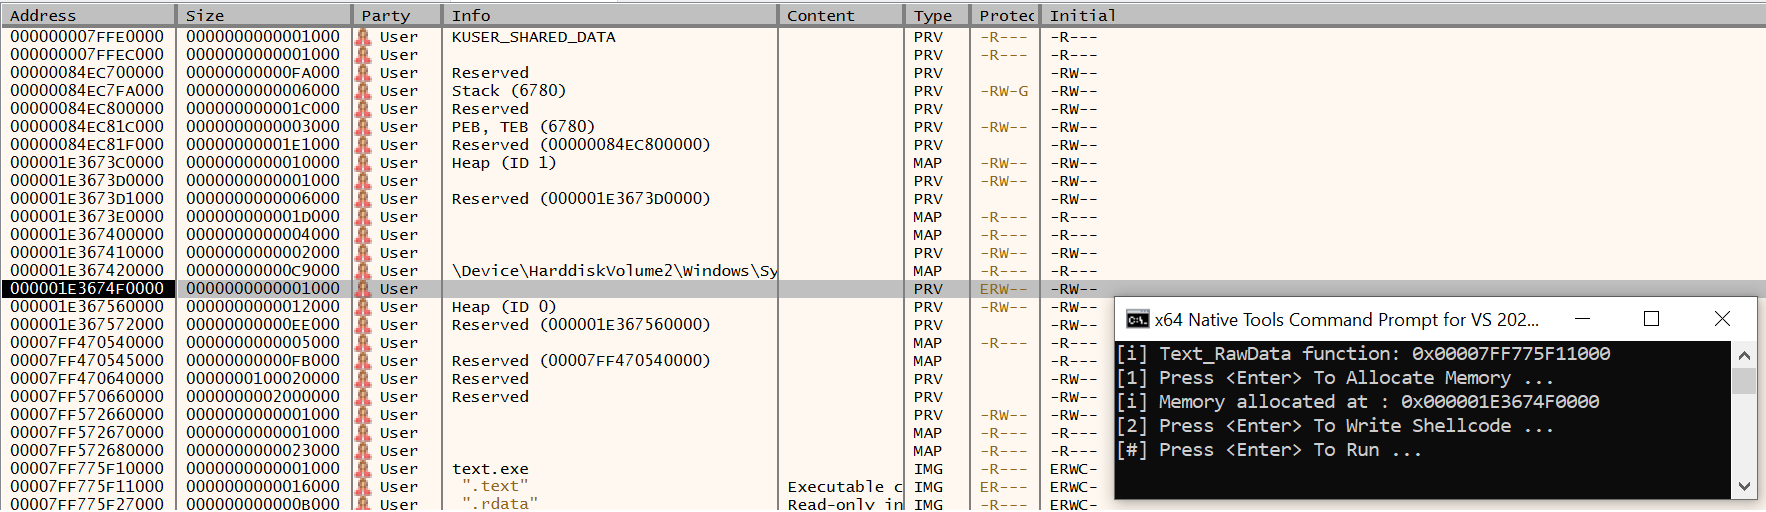 Address Size Party Info Content Type Protec Initial
000000007FFE0000 0000000000001000 User KUSER_SHARED_DATA PRV -R--- -R---
000000007FFEC000 0000000000001000 User PRV -R--- -R---
00000084EC700000 00000000000FA000 User Reserved PRV -RW--
00000084EC7FA000 0000000000006000 User Stack (6780) PRV -RW-G -RW--
00000084EC800000 000000000001C000 User Reserved PRV -RW--
00000084EC81C000 0000000000003000 User PEB, TEB (6780) PRV -RW-- -RW--
00000084EC81F000 00000000001E1000 User Reserved (00000084EC800000) PRV -RW--
000001E3673C0000 0000000000010000 User Heap (ID 1) MAP -RW-- -RW--
000001E3673D0000 0000000000001000 User PRV -RW-- -RW--
000001E3673D1000 0000000000006000 User Reserved (000001E3673D0000) PRV -RW--
000001E3673E0000 000000000001D000 User MAP -R--- -R---
000001E367400000 0000000000004000 User MAP -R--- -R---
000001E367410000 0000000000002000 User PRV -RW-- -RW--
000001E367420000 00000000000C9000 User \Device\HarddiskVolume2\Windows\Sy MAP -R--- -R---
000001E3674F0000 0000000000001000 User PRV ERW-- -RW--
000001E367560000 0000000000012000 User Heap (ID 0) PRV -RW-- -RW--
000001E367572000 00000000000EE000 User Reserved (000001E367560000) PRV -RW--
00007FF470540000 0000000000005000 User MAP -R--- -R---
00007FF470545000 00000000000FB000 User Reserved (00007FF470540000) MAP -R---
00007FF470640000 0000000100020000 User Reserved PRV -RW--
00007FF570660000 0000000002000000 User Reserved PRV -RW--
00007FF572660000 0000000000001000 User PRV -RW-- -RW--
00007FF572670000 0000000000001000 User MAP -R--- -R---
00007FF572680000 0000000000023000 User MAP -R--- -R---
00007FF775F10000 0000000000001000 User text.exe IMG -R--- ERWC-
00007FF775F11000 0000000000016000 User ".text" Executable c IMG ER--- ERWC-
00007FF775F27000 000000000000B000 User ".rdata" Read-only in IMG -R--- ERWC-
x64 Native Tools Command Prompt for VS 202...
[i] Text_RawData function: 0x00007FF775F11000
[1] Press <Enter> To Allocate Memory ...
[i] Memory allocated at : 0x000001E3674F0000
[2] Press <Enter> To Write Shellcode ...
[#] Press <Enter> To Run ...